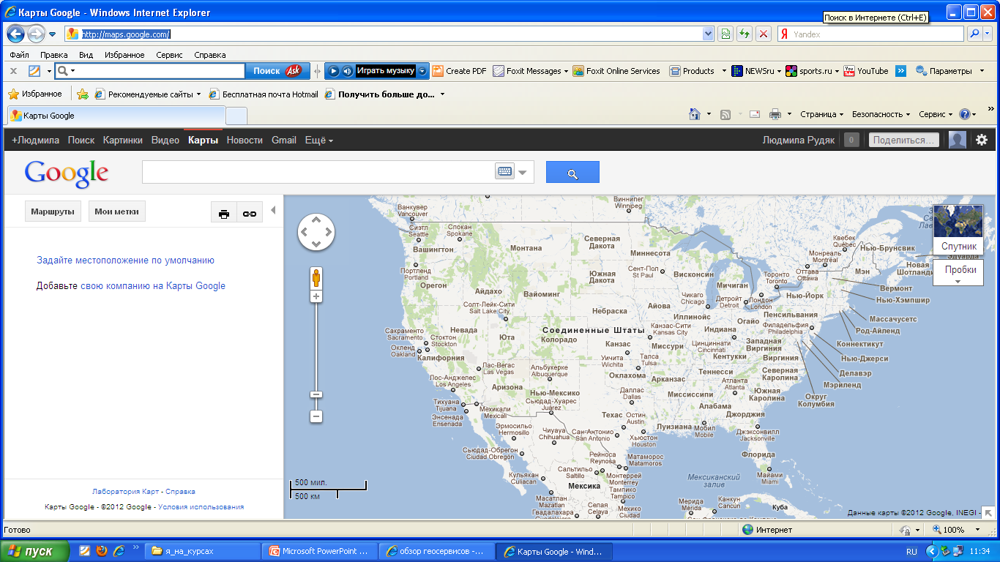 Карты Google - Windows Internet Explorer
Поиск в Интернете (Ctrl+E)
http://maps.google.com/
Yandex
Файл Правка Вид Избранное Сервис Справка
Поиск Ask Играть музыку Create PDF Foxit Messages Foxit Online Services Products NEWSru sports.ru YouTube Параметры
Избранное Рекомендуемые сайты Бесплатная почта Hotmail Получить больше до...
Карты Google
Страница Безопасность Сервис
+Людмила Поиск Картинки Видео Карты Новости Gmail Ещё
Людмила Рудяк 0 Поделиться...
Google
Маршруты Мои метки
Задайте местоположение по умолчанию
Добавьте свою компанию на Карты Google
Лаборатория Карт - Справка
Карты Google - ©2012 Google - Условия использования
Ванкувер
Vancouver
Виннипег
Winnipeg
Сиэтл
Seattle
Спокан
Spokane
Вашингтон
Монтана
Северная
Дакота
Миннесота
Квебек
Québec
Нью-Брунсвик
Спутник
Монреаль
Montréal
Эдуарда
Портленд
Portland
Орегон
Айдахо
Вайоминг
Южная
Дакота
Сент-Пол
St Paul
Висконсин
Мичиган
Оттава
Ottawa
Торонто
Toronto
Мэн
Новая
Шотланд
Пробки
Вермонт
Нью-Хэмпшир
Солт-Лейк-Сити
Salt Lake City
Небраска
Айова
Чикаго
Chicago
Детройт
Detroit
Лондон
London
Нью-Йорк
Массачусетс
Род-Айленд
Коннектикут
Нью-Джерси
Делавэр
Мэриленд
Округ
Колумбия
Иллинойс
Огайо
Пенсильвания
Филадельфия
Philadelphia
Сакраменто
Sacramento
Невада
Юта
Соединенные Штаты
Колорадо
Канзас
Канзас-Сити
Kansas City
Миссури
Индиана
Цинциннати
Cincinnati
Западная
Виргиния
Стоктон
Stockton
Окленд
Oakland
Калифорния
Уичита
Wichita
Талса
Tulsa
Кентукки
Виргиния
Лас-Вегас
Las Vegas
Альбукерке
Albuquerque
Оклахома
Арканзас
Теннесси
Северная
Каролина
Лос-Анджелес
Los Angeles
Аризона
Нью-Мексико
Атланта
Atlanta
Южная
Каролина
Миссисипи
Алабама
Джорджия
Тихуана
Tijuana
Мехикали
Mexicali
Сьюдад-Хуарес
Juárez
Даллас
Dallas
Техас
Остин
Austin
Луизиана
Мобил
Mobile
Джэксонвилл
Jacksonville
Энсенада
Ensenada
Эрмосильо
Hermosillo
Чиуауа
Chihuahua
Сан-Антонио
San Antonio
Хьюстон
Houston
Флорида
Сьюдад-Обрегон
Ciudad Obregon
Рейноса
Reynosa
Матаморос
Matamoros
Майами
Miami
Кульякан
Culiacan
Сальтильо
Saltillo
Монтеррей
Monterrey
Мексиканский
залив
Мексика
Тампико
Tampico
Масатлан
Mazatlan
Гвадалахара
Guadalajara
Селая
Celaya
Мехико
Ciudad
Мерида
Mérida
Канкун
Cancún
Куба
500 мил.
500 км
Данные карты ©2012 Google, INEGI -
Готово Интернет 100%
пуск я_на_курсах Microsoft PowerPoint ... обзор геосервисов -... Карты Google - Wind... RU 11:34